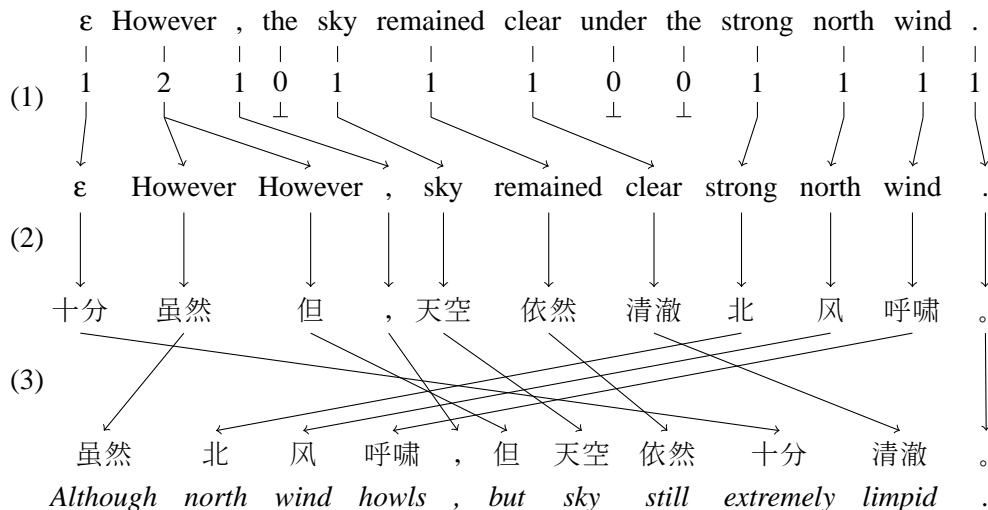 ε However , the sky remained clear under the strong north wind .
1 2 1 0 1 1 1 0 0 1 1 1 1
(1)
ε However However , sky remained clear strong north wind .
(2)
十分 虽然 但 , 天空 依然 清澈 北 风 呼啸 。
(3)
虽然 北 风 呼啸 , 但 天空 依然 十分 清澈 。
Although north wind howls , but sky still extremely limpid .